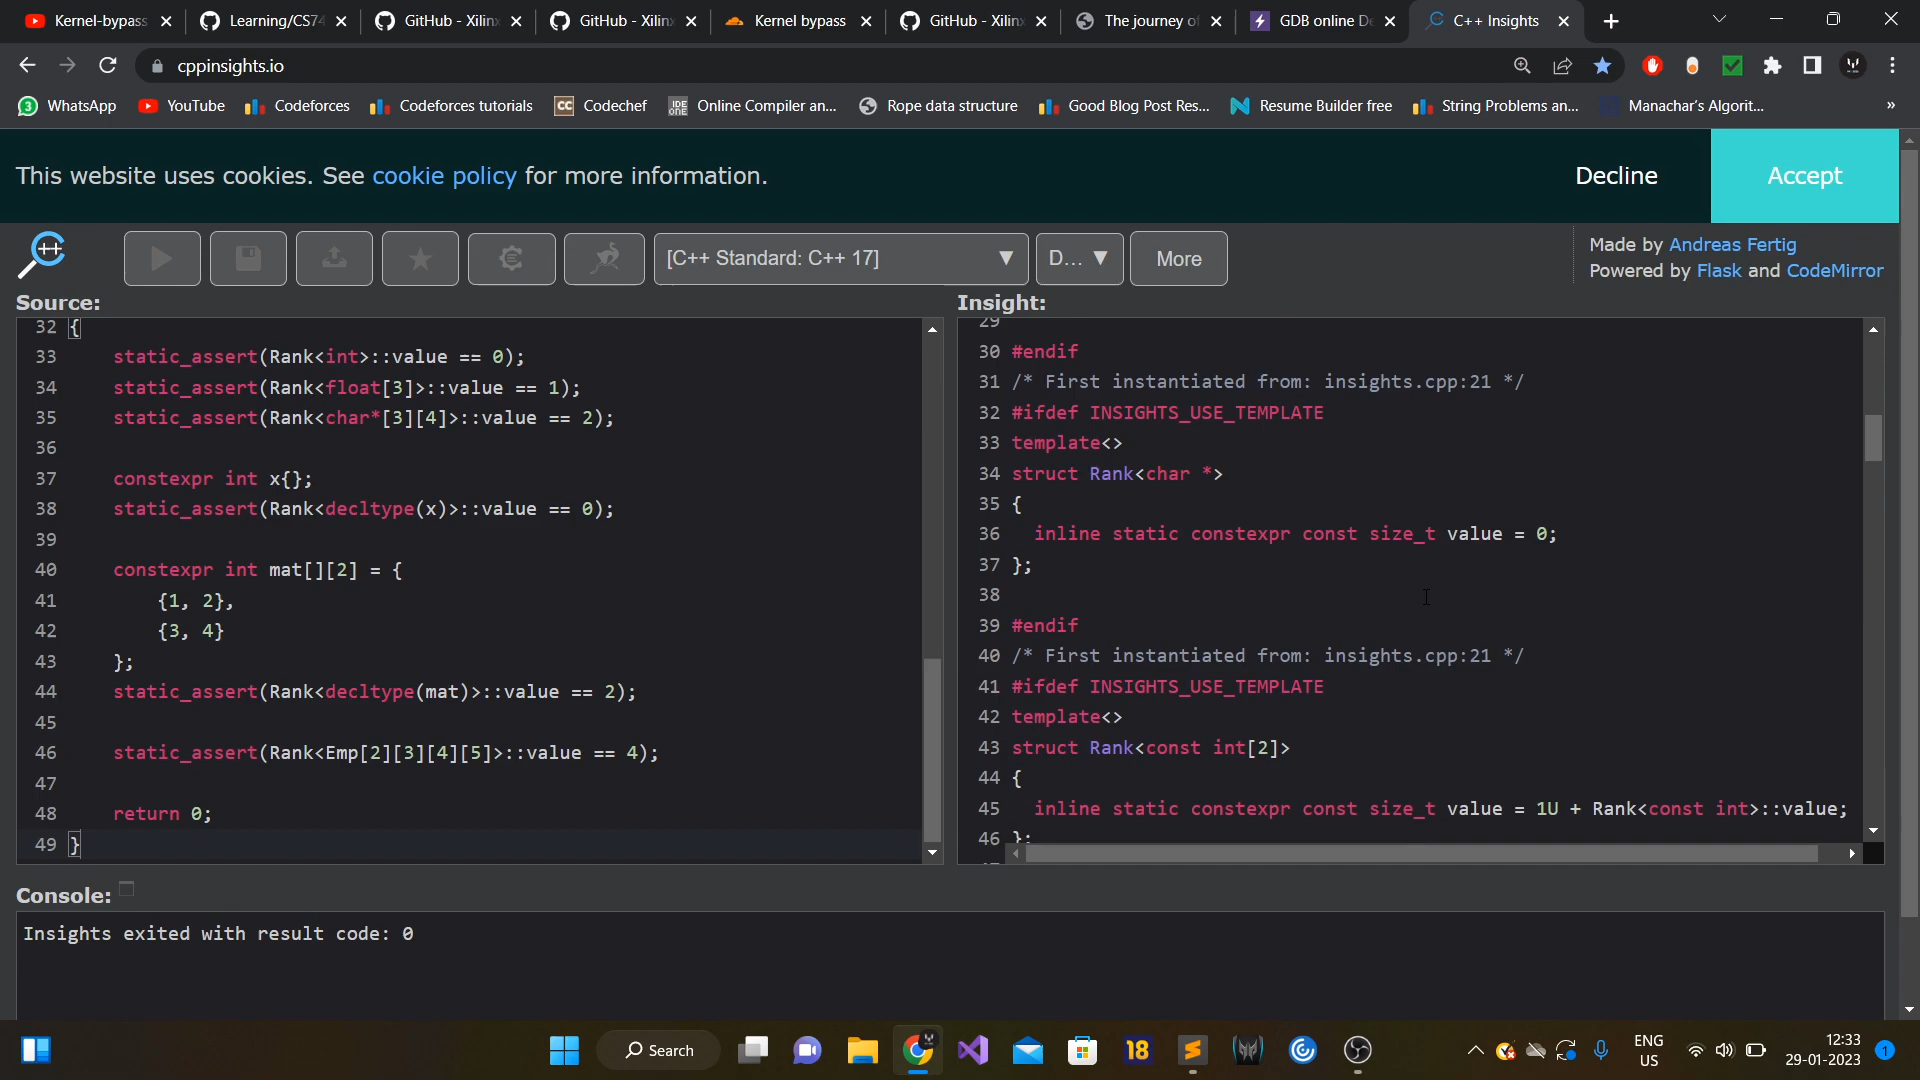 Kernel-bypass
Learning/CS74
GitHub - Xilinx
GitHub - Xilinx
Kernel bypass
GitHub - Xilinx
The journey of
GDB online De
C++ Insights
cppinsights.io
WhatsApp
YouTube
Codeforces
Codeforces tutorials
Codechef
Online Compiler an...
Rope data structure
Good Blog Post Res...
Resume Builder free
String Problems an...
Manachar's Algorit...
»
This website uses cookies. See cookie policy for more information.
Decline
Accept
[C++ Standard: C++ 17]
D...
More
Made by Andreas Fertig
Powered by Flask and CodeMirror
Source:
32 {
33 static_assert(Rank<int>::value == 0);
34 static_assert(Rank<float[3]>::value == 1);
35 static_assert(Rank<char*[3][4]>::value == 2);
36
37 constexpr int x{};
38 static_assert(Rank<decltype(x)>::value == 0);
39
40 constexpr int mat[][2] = {
41 {1, 2},
42 {3, 4}
43 };
44 static_assert(Rank<decltype(mat)>::value == 2);
45
46 static_assert(Rank<Emp[2][3][4][5]>::value == 4);
47
48 return 0;
49 }
Insight:
29
30 #endif
31 /* First instantiated from: insights.cpp:21 */
32 #ifdef INSIGHTS_USE_TEMPLATE
33 template<>
34 struct Rank<char *>
35 {
36 inline static constexpr const size_t value = 0;
37 };
38
39 #endif
40 /* First instantiated from: insights.cpp:21 */
41 #ifdef INSIGHTS_USE_TEMPLATE
42 template<>
43 struct Rank<const int[2]>
44 {
45 inline static constexpr const size_t value = 1U + Rank<const int>::value;
46 };
Console:
Insights exited with result code: 0
Search
18
ENG
US
12:33
29-01-2023
1